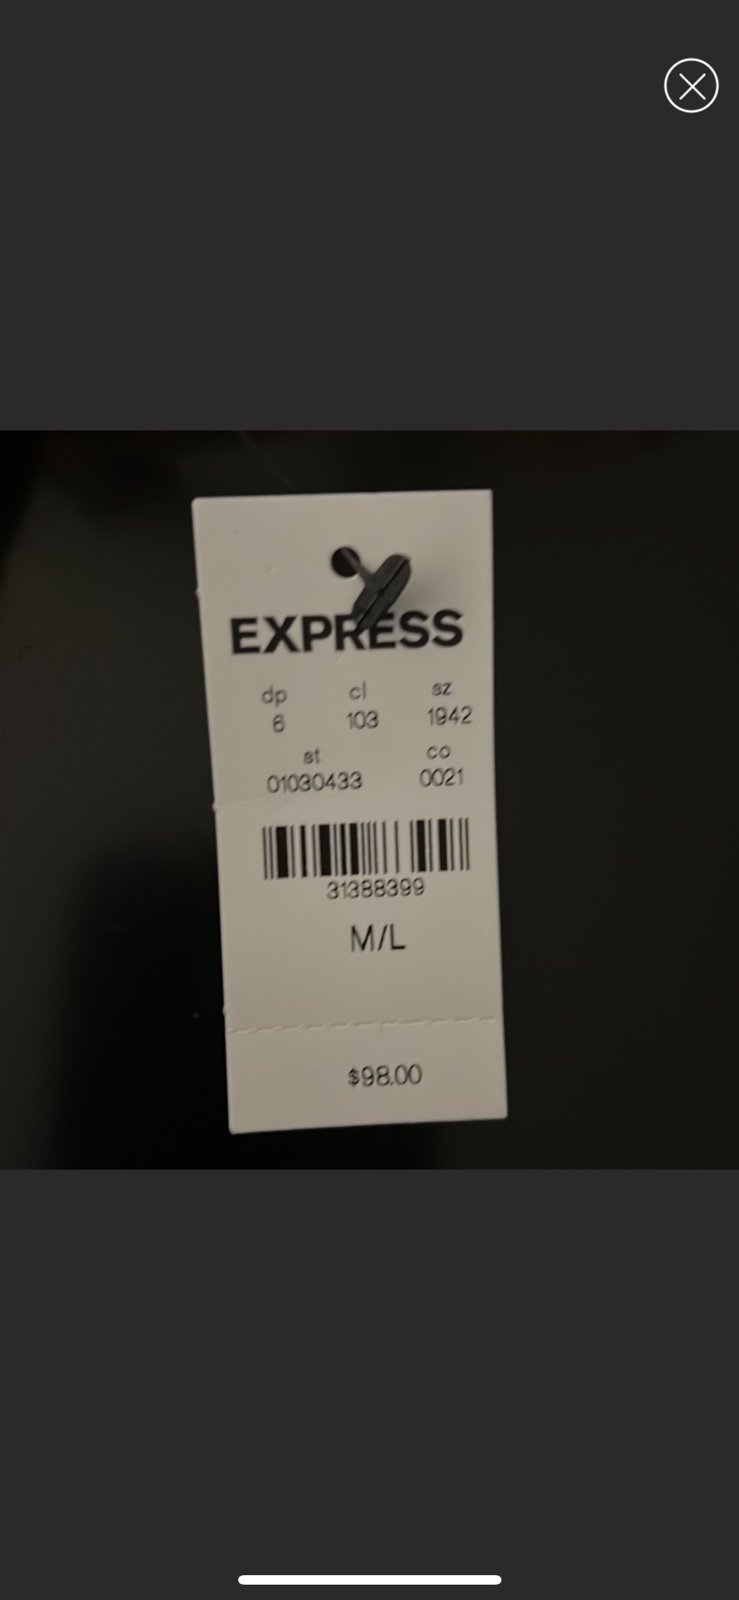 EXPRESS
dp cl sz
6 103 1942
st co
01030433 0021
31388399
M/L
$98.00